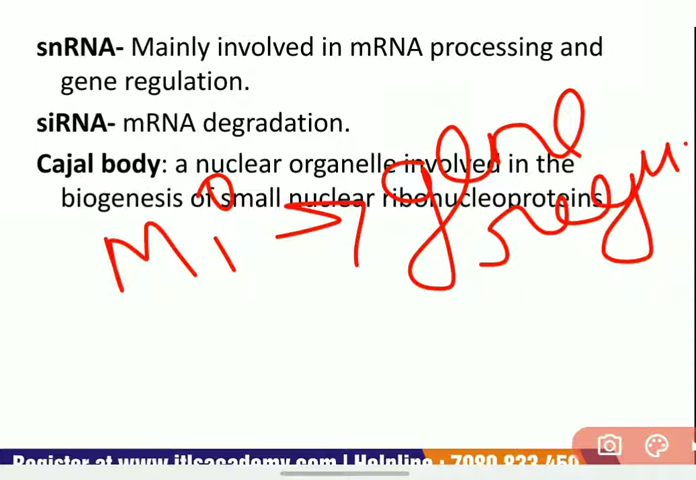 snRNA- Mainly involved in mRNA processing and
gene regulation.
siRNA- mRNA degradation.
Cajal body: a nuclear organelle involved in the
biogenesis of small nuclear ribonucleoproteins
Mi → gene regu.
Register at www.itlsacademy.com | Helpline : 7080 822 450